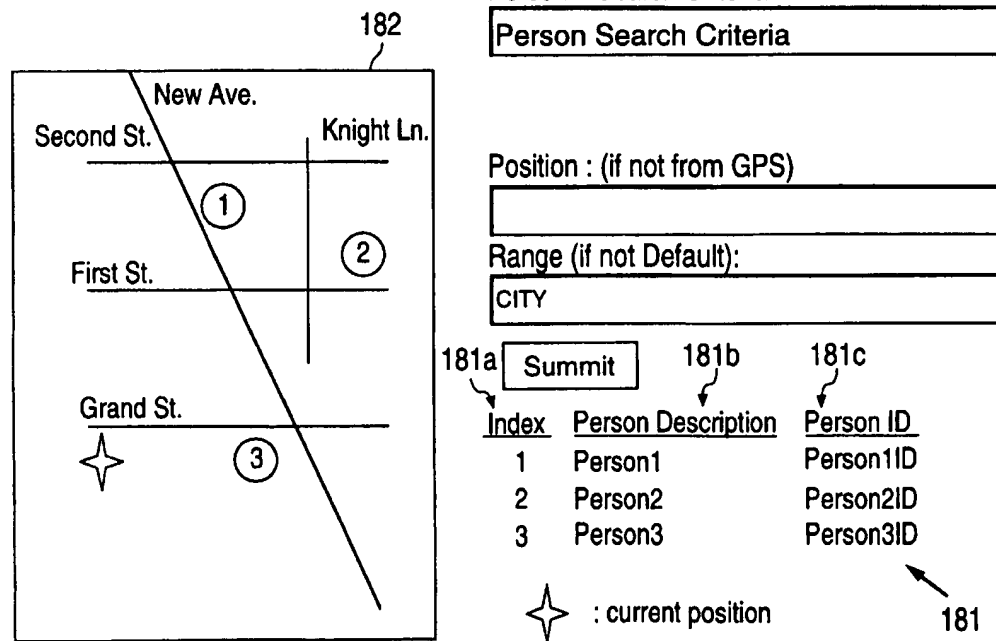 182
New Ave.
Second St.
Knight Ln.
1
2
First St.
Grand St.
3
Person Search Criteria
Position : (if not from GPS)
Range (if not Default):
CITY
181a
Summit
181b
181c
Index Person Description Person ID
1 Person1 Person1ID
2 Person2 Person2ID
3 Person3 Person3ID
: current position
181